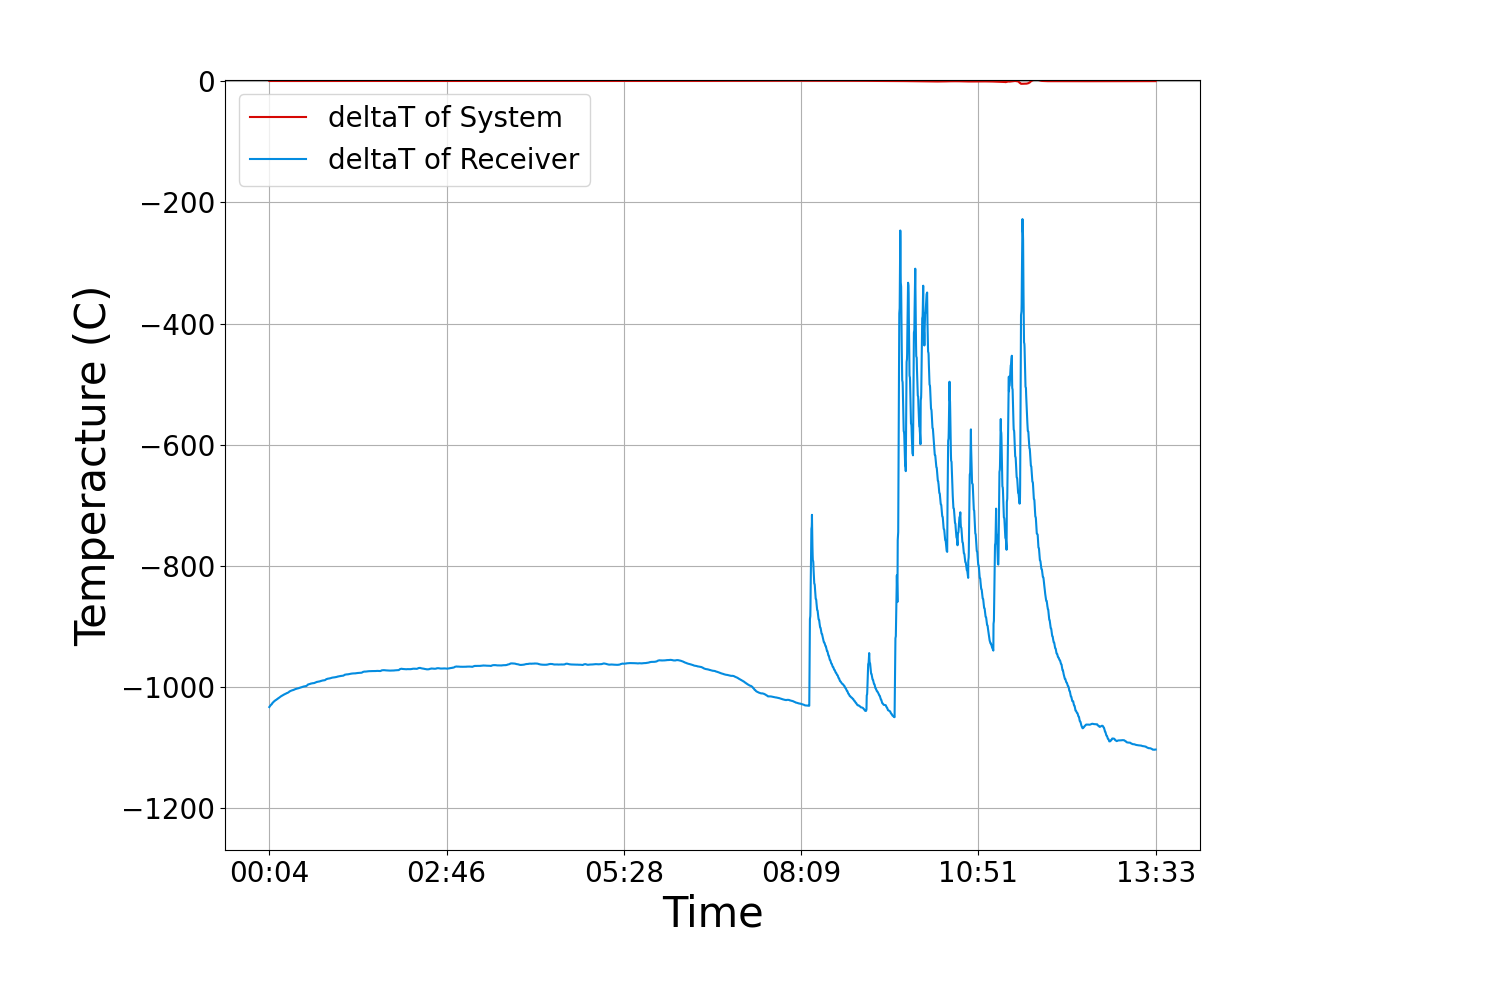 deltaT of System
deltaT of Receiver
0
−200
−400
−600
−800
−1000
−1200
Temperacture (C)
00:04 02:46 05:28 08:09 10:51 13:33
Time